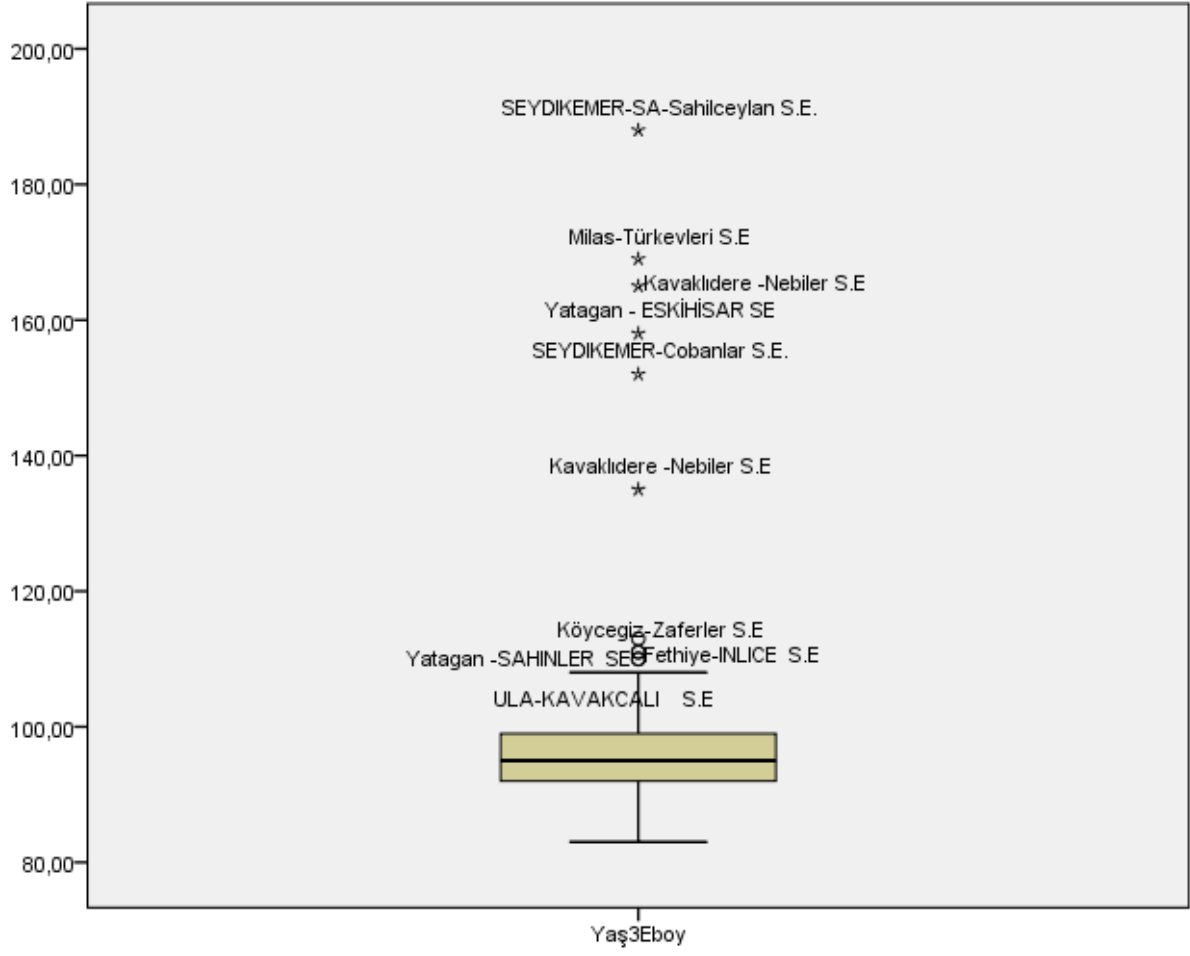 200,00
SEYDIKEMER-SA-Sahilceylan S.E.
180,00
Milas-Türkevleri S.E
Kavaklıdere -Nebiler S.E
Yatagan - ESKİHİSAR SE
160,00
SEYDIKEMER-Cobanlar S.E.
140,00
Kavaklıdere -Nebiler S.E
120,00
Köycegiz-Zaferler S.E
Yatagan -SAHINLER SE
Fethiye-INLICE S.E
ULA-KAVAKCALI S.E
100,00
80,00
Yaş3Eboy